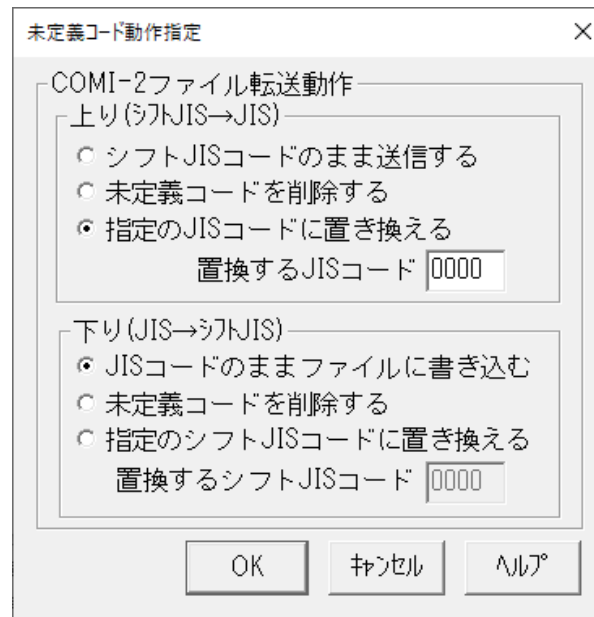 未定義ｺｰﾄﾞ動作指定
COMI-2ファイル転送動作
上り(ｼﾌﾄJIS→JIS)
シフトJISコードのまま送信する
未定義コードを削除する
指定のJISコードに置き換える
置換するJISコード 0000
下り(JIS→ｼﾌﾄJIS)
JISコードのままファイルに書き込む
未定義コードを削除する
指定のシフトJISコードに置き換える
置換するシフトJISコード 0000
OK ｷｬﾝｾﾙ ﾍﾙﾌﾟ